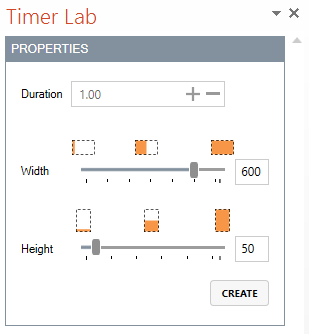 Timer Lab
PROPERTIES
Duration 1.00
Width 600
Height 50
CREATE